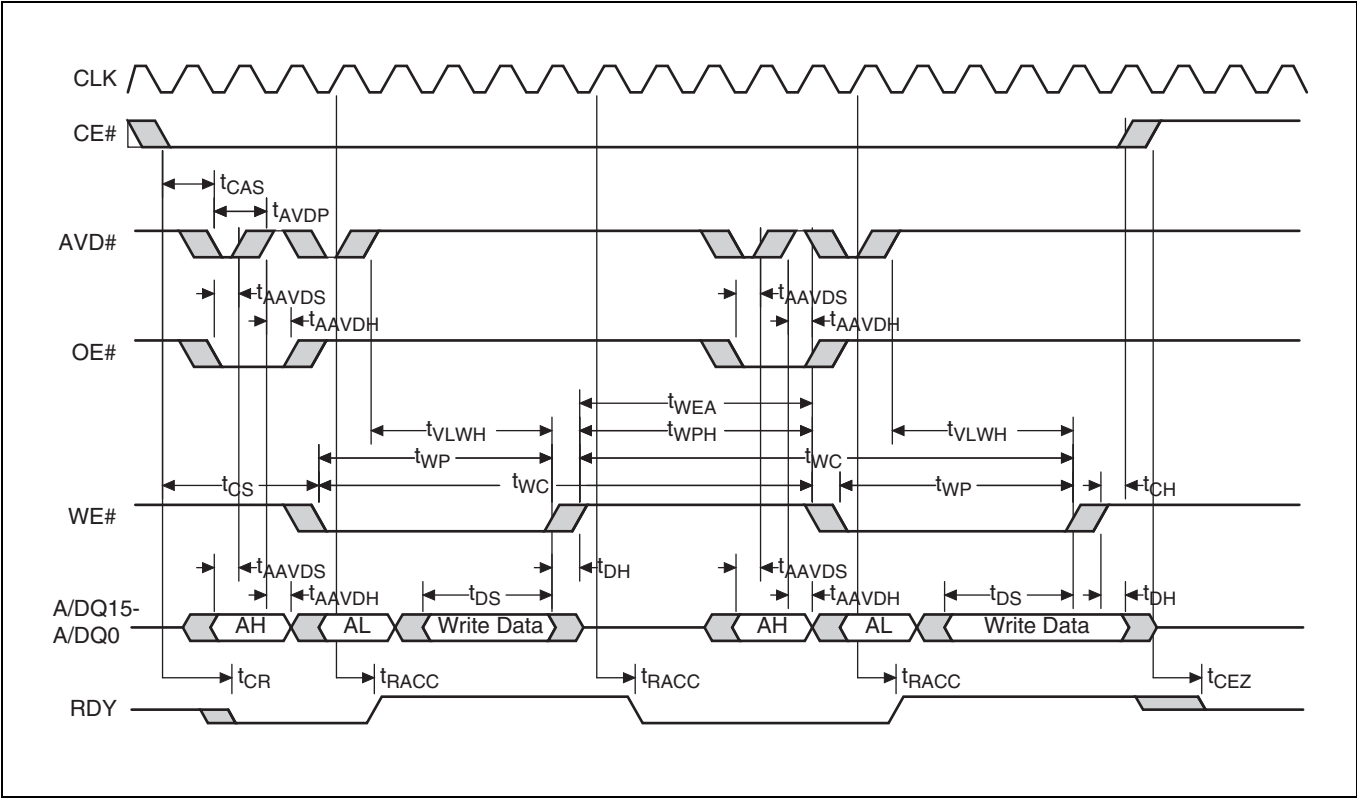 CLK
CE#
tCAS
tAVDP
AVD#
tAAVDS tAAVDS
tAAVDH tAAVDH
OE#
tWEA
tVLWH tWPH tVLWH
tWP tWC
tCS tWC tWP tCH
WE#
tAAVDS tDH tAAVDS
tAAVDH tDS tAAVDH tDS tDH
A/DQ15-
A/DQ0
AH AL Write Data AH AL Write Data
tCR tRACC tRACC tRACC tCEZ
RDY